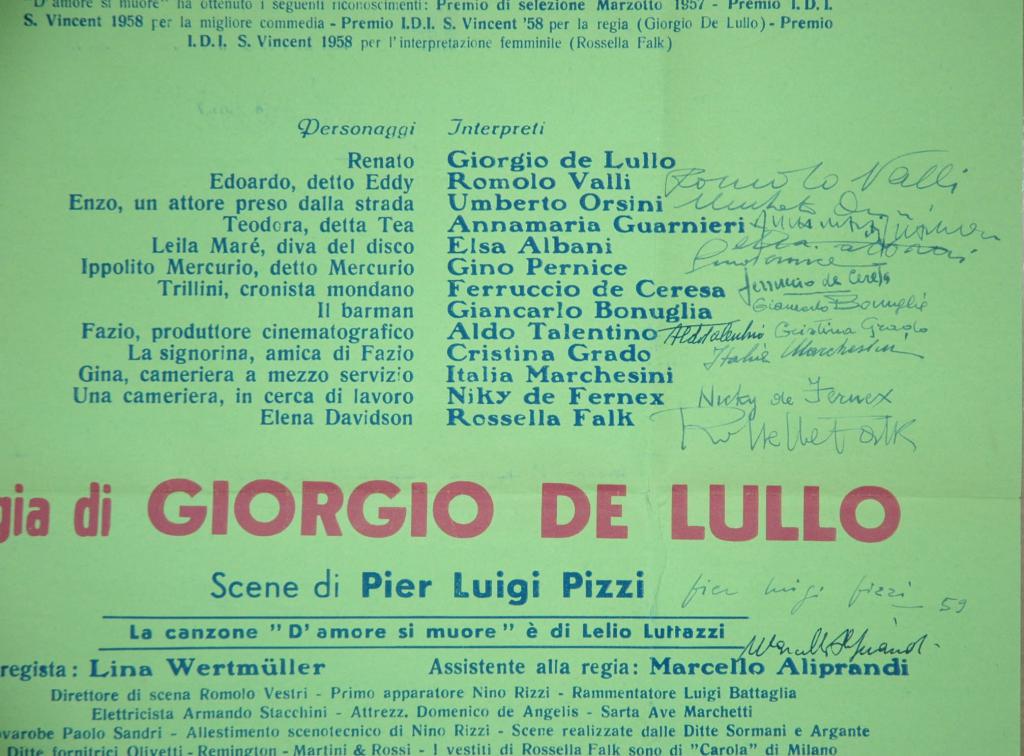 "D'amore si muore" ha ottenuto i seguenti riconoscimenti: Premio di selezione Marzotto 1957 - Premio I.D.I.
S. Vincent 1958 per la migliore commedia - Premio I.D.I. S. Vincent '58 per la regia (Giorgio De Lullo) - Premio
I.D.I. S. Vincent 1958 per l'interpretazione femminile (Rossella Falk)
Personaggi Interpreti
Renato Giorgio de Lullo
Edoardo, detto Eddy Romolo Valli Romolo Valli
Enzo, un attore preso dalla strada Umberto Orsini Umberto
Teodora, detta Tea Annamaria Guarnieri
Leila Maré, diva del disco Elsa Albani Elsa Albani
Ippolito Mercurio, detto Mercurio Gino Pernice Gino Pernice
Trillini, cronista mondano Ferruccio de Ceresa Ferruccio de Ceresa
Il barman Giancarlo Bonuglia Giancarlo Bonuglia
Fazio, produttore cinematografico Aldo Talentino Aldo Talentino Cristina Grado
La signorina, amica di Fazio Cristina Grado Italia Marchesini
Gina, cameriera a mezzo servizio Italia Marchesini
Una cameriera, in cerca di lavoro Niky de Fernex Nicky de Fernex
Elena Davidson Rossella Falk Rossella Falk
gia di GIORGIO DE LULLO
Scene di Pier Luigi Pizzi pier luigi pizzi 59
La canzone "D'amore si muore" è di Lelio Luttazzi
regista: Lina Wertmüller Assistente alla regia: Marcello Aliprandi
Direttore di scena Romolo Vestri - Primo apparatore Nino Rizzi - Rammentatore Luigi Battaglia
Elettricista Armando Stacchini - Attrezz. Domenico de Angelis - Sarta Ave Marchetti
varobe Paolo Sandri - Allestimento scenotecnico di Nino Rizzi - Scene realizzate dalle Ditte Sormani e Argante
Ditte fornitrici Olivetti - Remington - Martini & Rossi - I vestiti di Rossella Falk sono di "Carola" di Milano